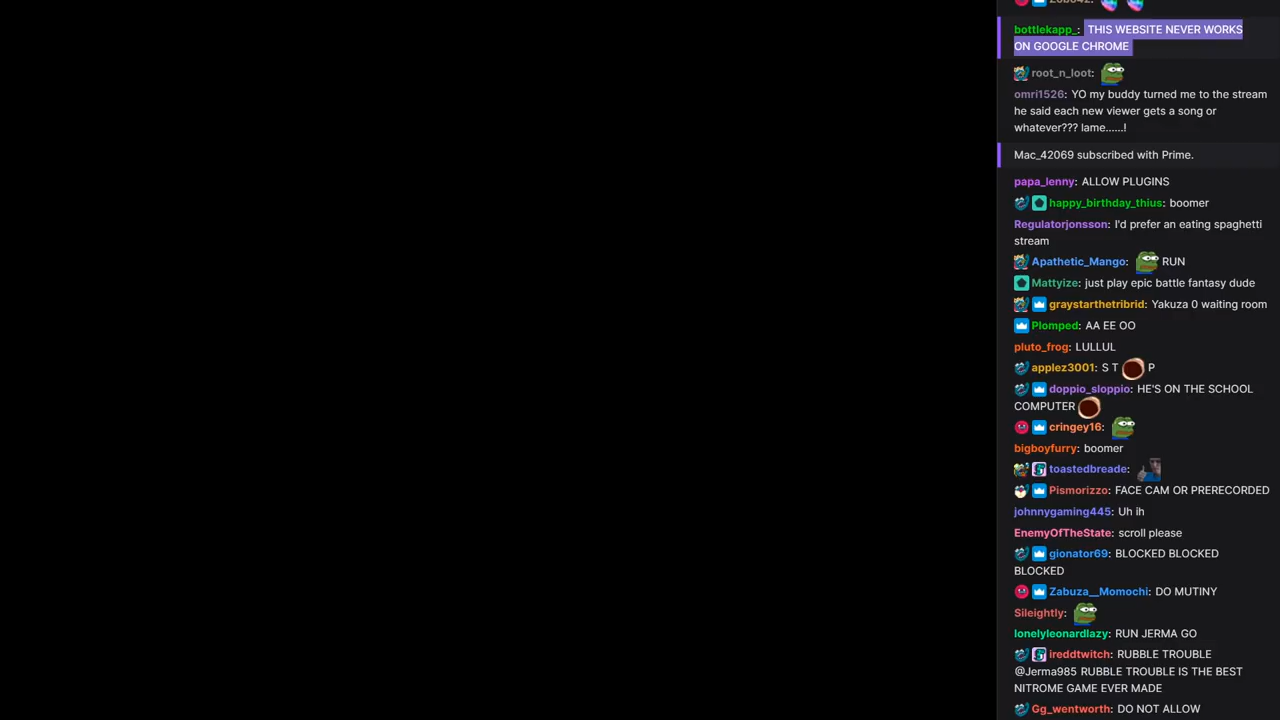 bottlekapp_: THIS WEBSITE NEVER WORKS
ON GOOGLE CHROME
root_n_loot:
omri1526: YO my buddy turned me to the stream
he said each new viewer gets a song or
whatever??? lame......!
Mac_42069 subscribed with Prime.
papa_lenny: ALLOW PLUGINS
happy_birthday_thius: boomer
Regulatorjonsson: I'd prefer an eating spaghetti
stream
Apathetic_Mango: RUN
Mattyize: just play epic battle fantasy dude
graystarthetribrid: Yakuza 0 waiting room
Plomped: AA EE OO
pluto_frog: LULLUL
applez3001: S T P
doppio_sloppio: HE'S ON THE SCHOOL
COMPUTER
cringey16:
bigboyfurry: boomer
toastedbreade:
Pismorizzo: FACE CAM OR PRERECORDED
johnnygaming445: Uh ih
EnemyOfTheState: scroll please
gionator69: BLOCKED BLOCKED
BLOCKED
Zabuza__Momochi: DO MUTINY
Sileightly:
lonelyleonardlazy: RUN JERMA GO
ireddtwitch: RUBBLE TROUBLE
@Jerma985 RUBBLE TROUBLE IS THE BEST
NITROME GAME EVER MADE
Gg_wentworth: DO NOT ALLOW